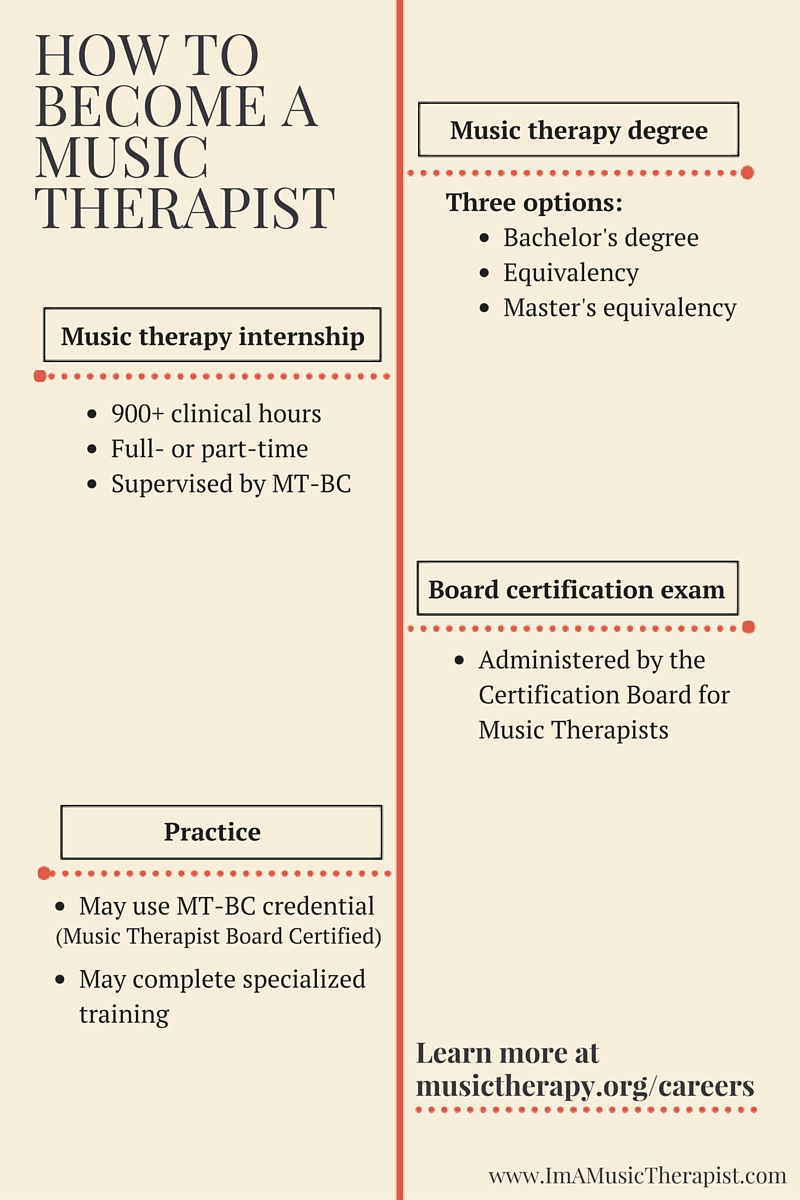 HOW TO
BECOME A
MUSIC
THERAPIST
Music therapy degree
Three options:
• Bachelor's degree
• Equivalency
• Master's equivalency
Music therapy internship
• 900+ clinical hours
• Full- or part-time
• Supervised by MT-BC
Board certification exam
• Administered by the
Certification Board for
Music Therapists
Practice
• May use MT-BC credential
(Music Therapist Board Certified)
• May complete specialized
training
Learn more at
musictherapy.org/careers
www.ImAMusicTherapist.com